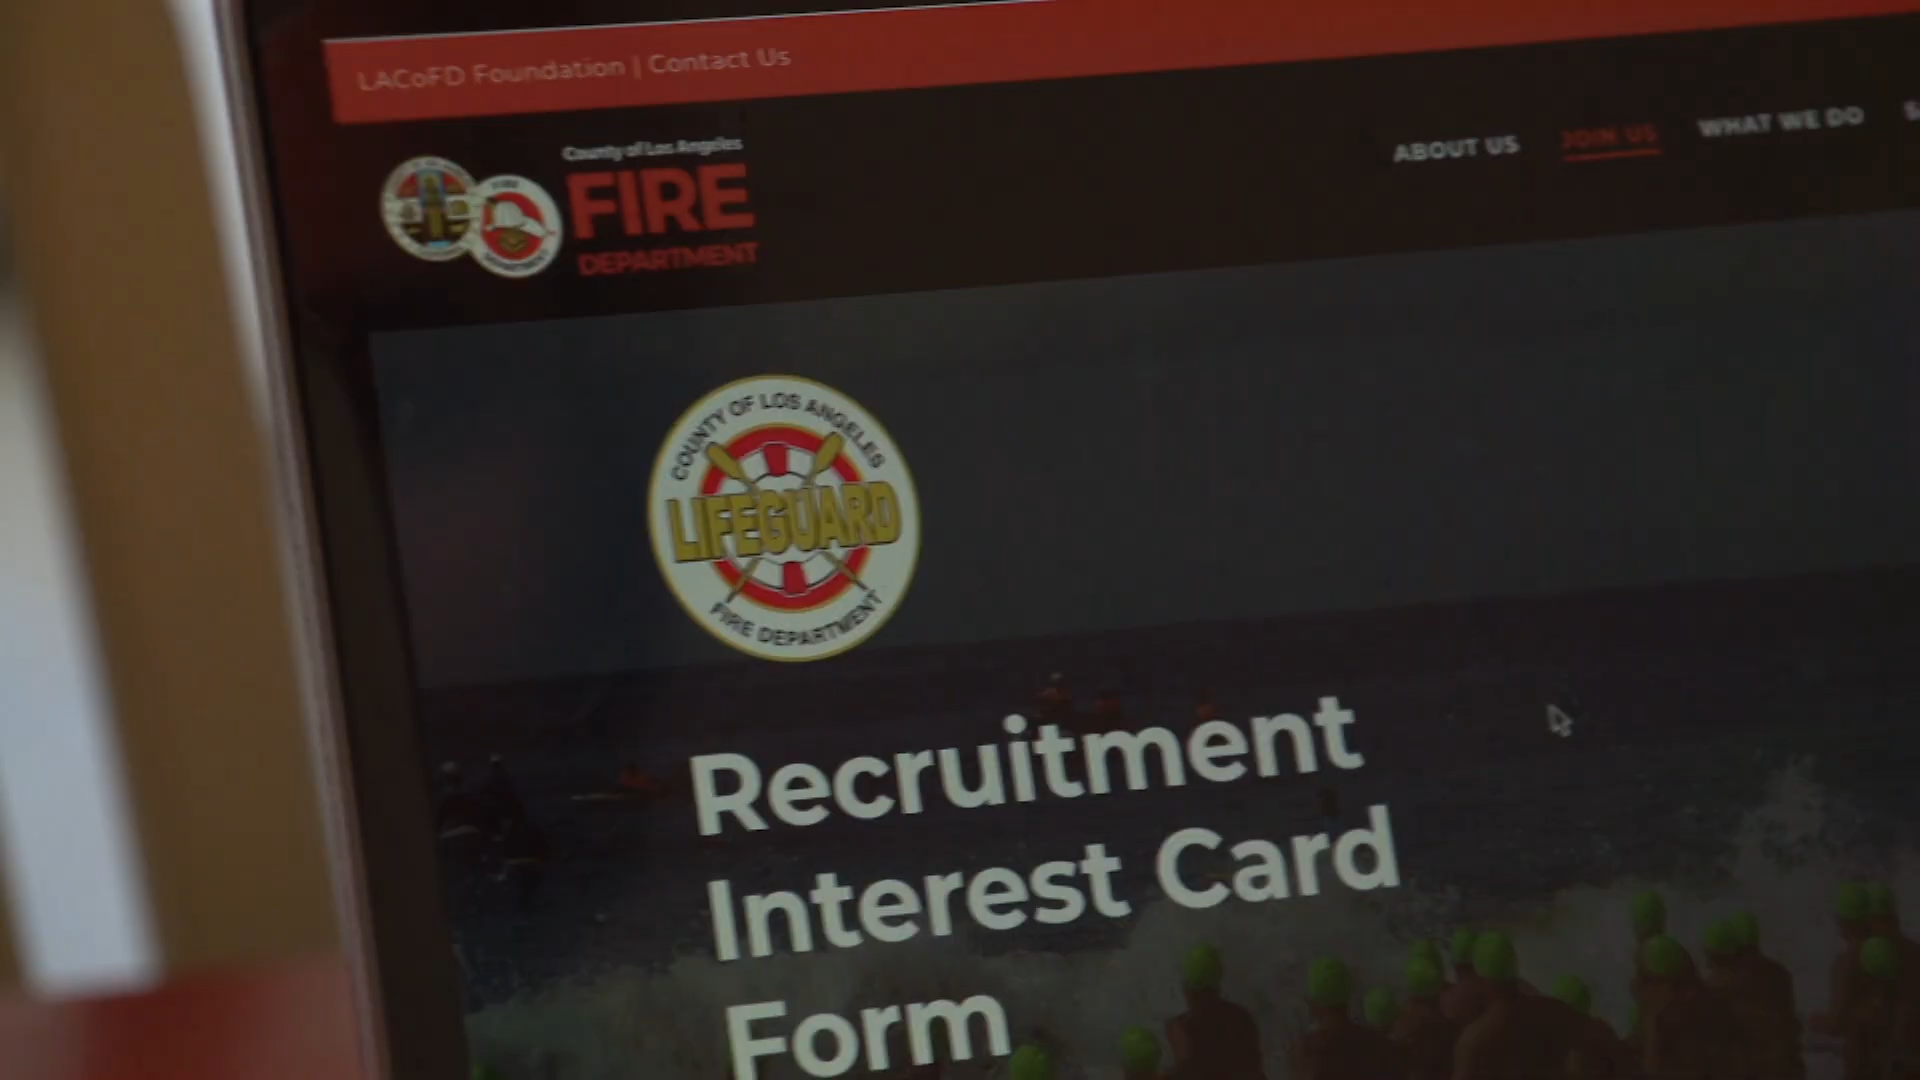 LACoFD Foundation | Contact Us
County of Los Angeles
FIRE
DEPARTMENT
ABOUT US
JOIN US
WHAT WE DO
COUNTY OF LOS ANGELES
LIFEGUARD
FIRE DEPARTMENT
Recruitment
Interest Card
Form